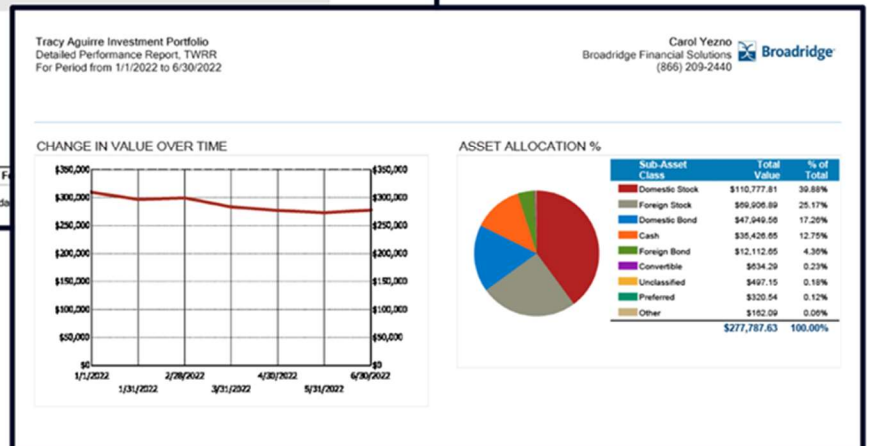 Tracy Aguirre Investment Portfolio
Detailed Performance Report, TWRR
For Period from 1/1/2022 to 6/30/2022
Carol Yezno
Broadridge Financial Solutions
(866) 209-2440
Broadridge
CHANGE IN VALUE OVER TIME
$350,000 $350,000
$300,000 $300,000
$250,000 $250,000
$200,000 $200,000
$150,000 $150,000
$100,000 $100,000
$50,000 $50,000
$0 $0
1/1/2022 2/28/2022 4/30/2022 6/30/2022
1/31/2022 3/31/2022 5/31/2022
ASSET ALLOCATION %
Sub-Asset Class Total Value % of Total
Domestic Stock $110,777.81 39.88%
Foreign Stock $69,906.89 25.17%
Domestic Bond $47,949.56 17.26%
Cash $35,426.65 12.75%
Foreign Bond $12,112.65 4.36%
Convertible $634.29 0.23%
Unclassified $497.15 0.18%
Preferred $320.54 0.12%
Other $162.09 0.06%
$277,787.63 100.00%